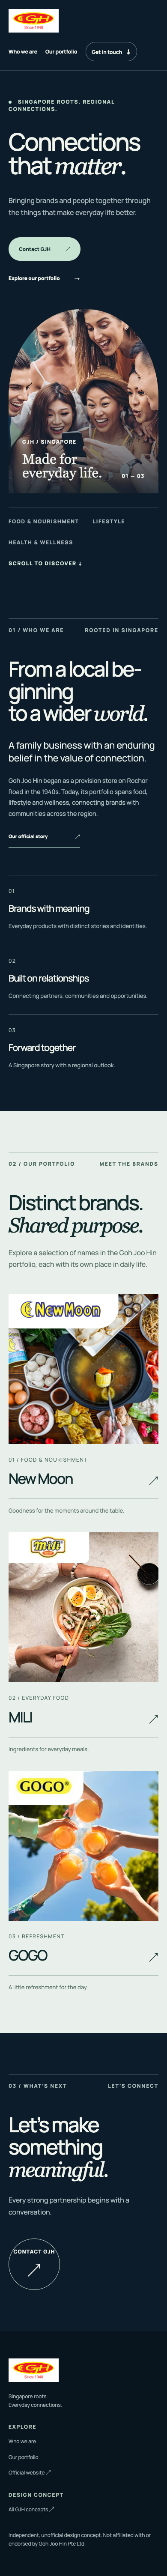 GJH
Since 1940
Who we are Our portfolio Get in touch ↓
SINGAPORE ROOTS. REGIONAL
CONNECTIONS.
Connections
that matter.
Bringing brands and people together through
the things that make everyday life better.
Contact GJH ↗
Explore our portfolio →
GJH / SINGAPORE
Made for
everyday life.
01 — 03
FOOD & NOURISHMENT LIFESTYLE
HEALTH & WELLNESS
SCROLL TO DISCOVER ↓
01 / WHO WE ARE ROOTED IN SINGAPORE
From a local be-
ginning
to a wider world.
A family business with an enduring
belief in the value of connection.
Goh Joo Hin began as a provision store on Rochor
Road in the 1940s. Today, its portfolio spans food,
lifestyle and wellness, connecting brands with
communities across the region.
Our official story ↗
01
Brands with meaning
Everyday products with distinct stories and identities.
02
Built on relationships
Connecting partners, communities and opportunities.
03
Forward together
A Singapore story with a regional outlook.
02 / OUR PORTFOLIO MEET THE BRANDS
Distinct brands.
Shared purpose.
Explore a selection of names in the Goh Joo Hin
portfolio, each with its own place in daily life.
New Moon
01 / FOOD & NOURISHMENT
New Moon ↗
Goodness for the moments around the table.
mili
02 / EVERYDAY FOOD
MILI ↗
Ingredients for everyday meals.
GOGO®
03 / REFRESHMENT
GOGO ↗
A little refreshment for the day.
03 / WHAT'S NEXT LET'S CONNECT
Let's make
something
meaningful.
Every strong partnership begins with a
conversation.
CONTACT GJH
↗
GJH
Since 1940
Singapore roots.
Everyday connections.
EXPLORE
Who we are
Our portfolio
Official website ↗
DESIGN CONCEPT
All GJH concepts ↗
Independent, unofficial design concept. Not affiliated with or
endorsed by Goh Joo Hin Pte Ltd.